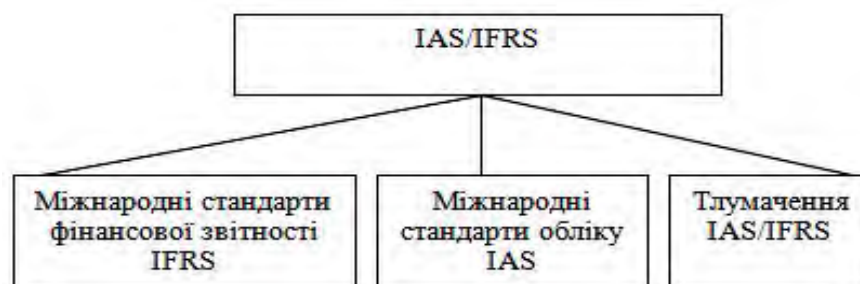 IAS/IFRS
Міжнародні стандарти
фінансової звітності
IFRS
Міжнародні
стандарти обліку
IAS
Тлумачення
IAS/IFRS